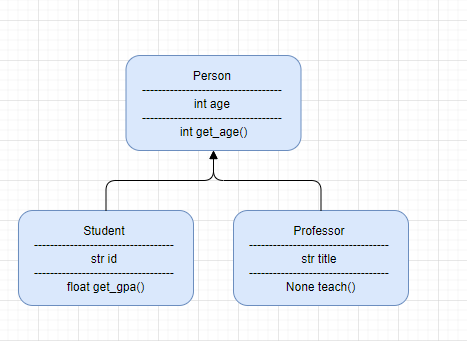 Person
--------------------------------------
int age
--------------------------------------
int get_age()
Student
--------------------------------------
str id
--------------------------------------
float get_gpa()
Professor
--------------------------------------
str title
--------------------------------------
None teach()